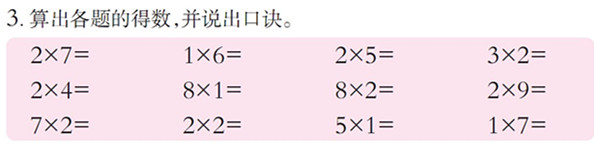 3. 算出各题的得数,并说出口诀。
2×7= 1×6= 2×5= 3×2=
2×4= 8×1= 8×2= 2×9=
7×2= 2×2= 5×1= 1×7=